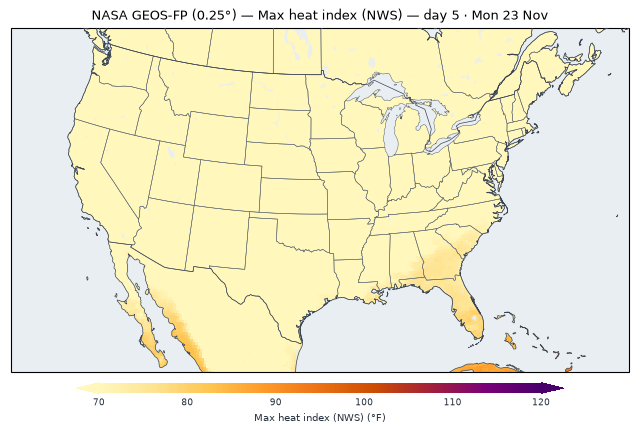 NASA GEOS-FP (0.25°) — Max heat index (NWS) — day 5 · Mon 23 Nov
70 80 90 100 110 120
Max heat index (NWS) (°F)